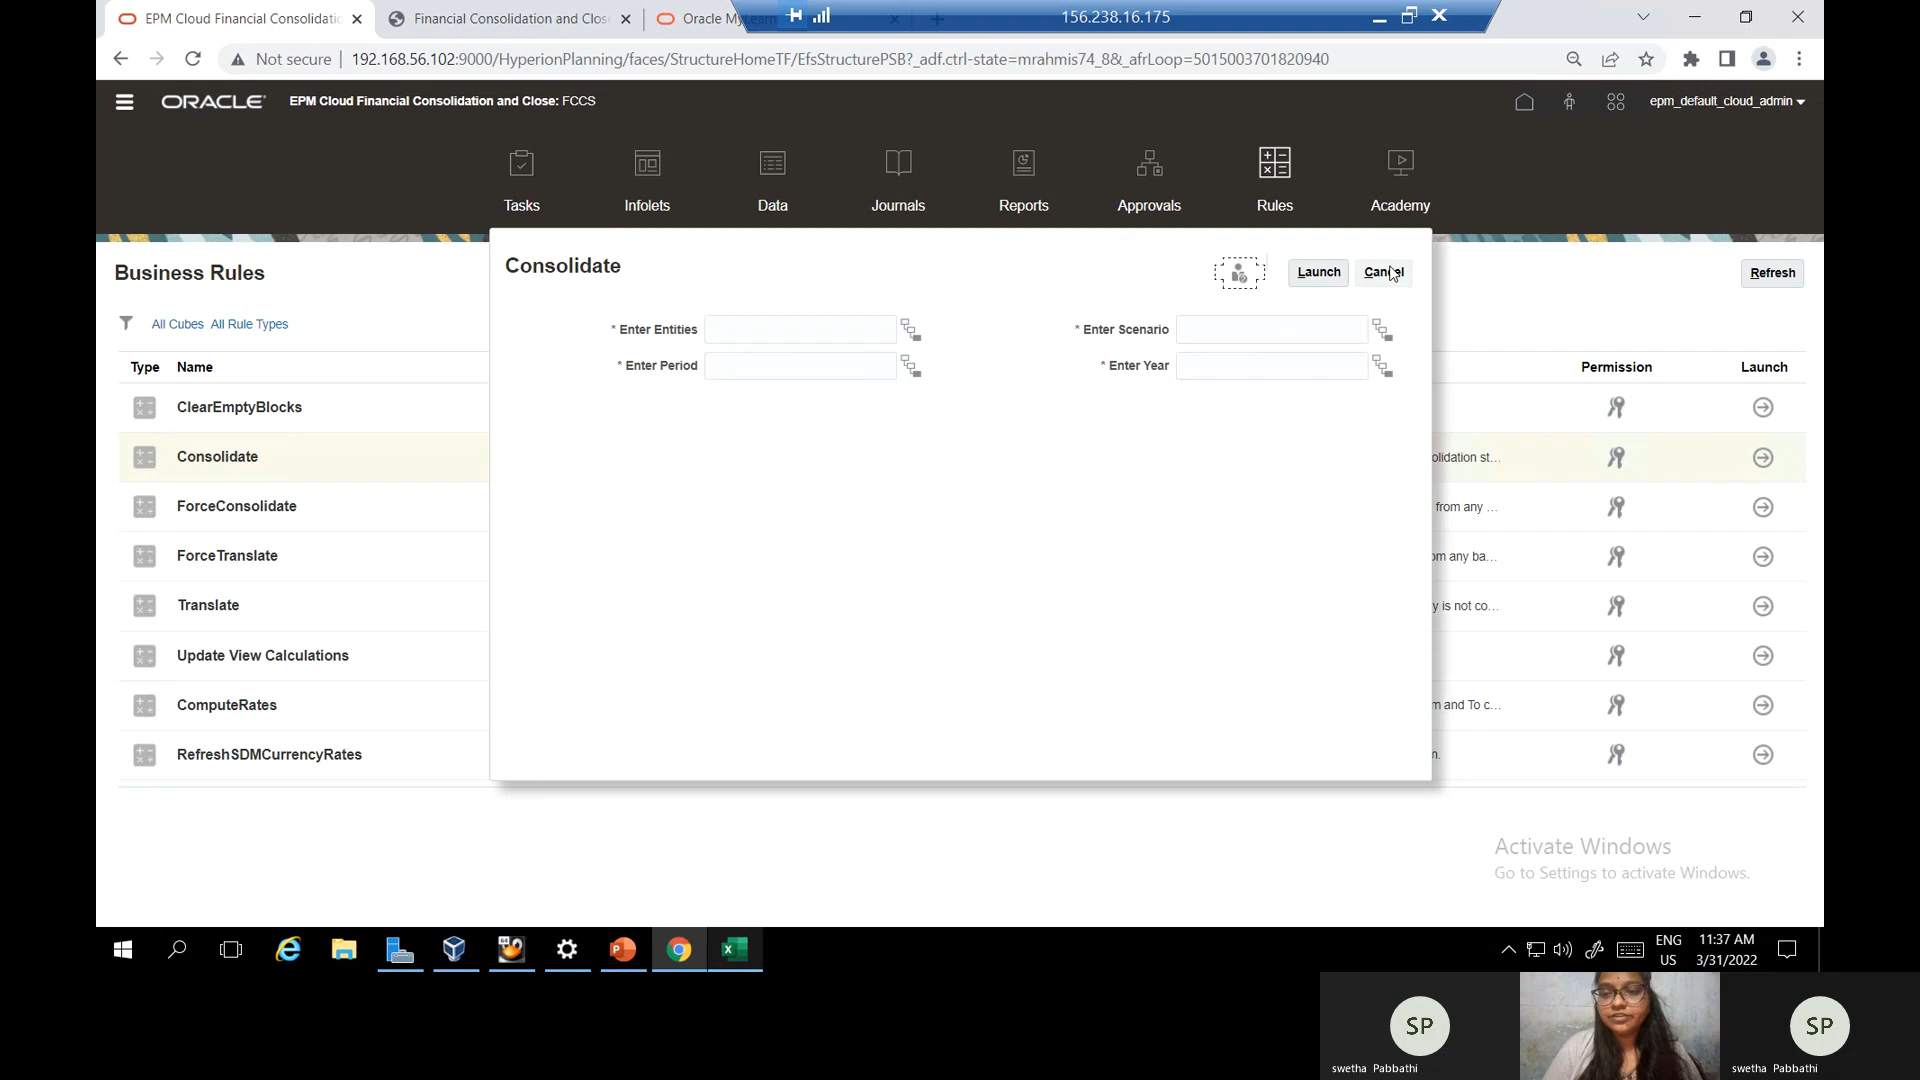 EPM Cloud Financial Consolidatio
Financial Consolidation and Close
Oracle MyLearn
156.238.16.175
Not secure
192.168.56.102:9000/HyperionPlanning/faces/StructureHomeTF/EfsStructurePSB?_adf.ctrl-state=mrahmis74_8&_afrLoop=5015003701820940
ORACLE
EPM Cloud Financial Consolidation and Close: FCCS
epm_default_cloud_admin
Tasks
Infolets
Data
Journals
Reports
Approvals
Rules
Academy
Business Rules
Consolidate
Launch
Cancel
Refresh
All Cubes All Rule Types
* Enter Entities
* Enter Scenario
* Enter Period
* Enter Year
Type
Name
Permission
Launch
ClearEmptyBlocks
Consolidate
olidation st...
ForceConsolidate
from any ...
ForceTranslate
om any ba...
Translate
y is not co...
Update View Calculations
ComputeRates
m and To c...
RefreshSDMCurrencyRates
n.
Activate Windows
Go to Settings to activate Windows.
ENG
US
11:37 AM
3/31/2022
SP
SP
swetha Pabbathi
swetha Pabbathi